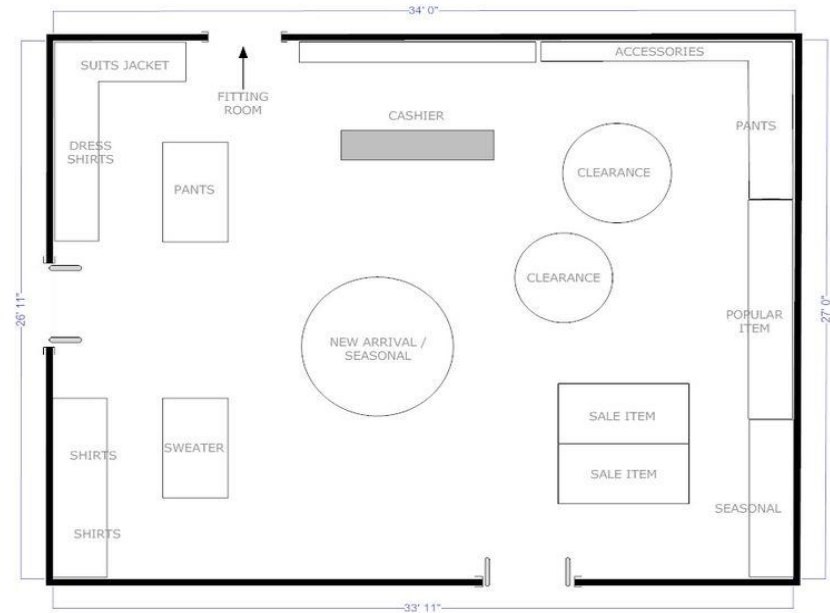 34' 0"
SUITS JACKET
ACCESSORIES
FITTING
ROOM
CASHIER
PANTS
DRESS
SHIRTS
CLEARANCE
PANTS
CLEARANCE
26' 11"
27' 0"
NEW ARRIVAL /
SEASONAL
POPULAR
ITEM
SALE ITEM
SWEATER
SHIRTS
SALE ITEM
SEASONAL
SHIRTS
33' 11"